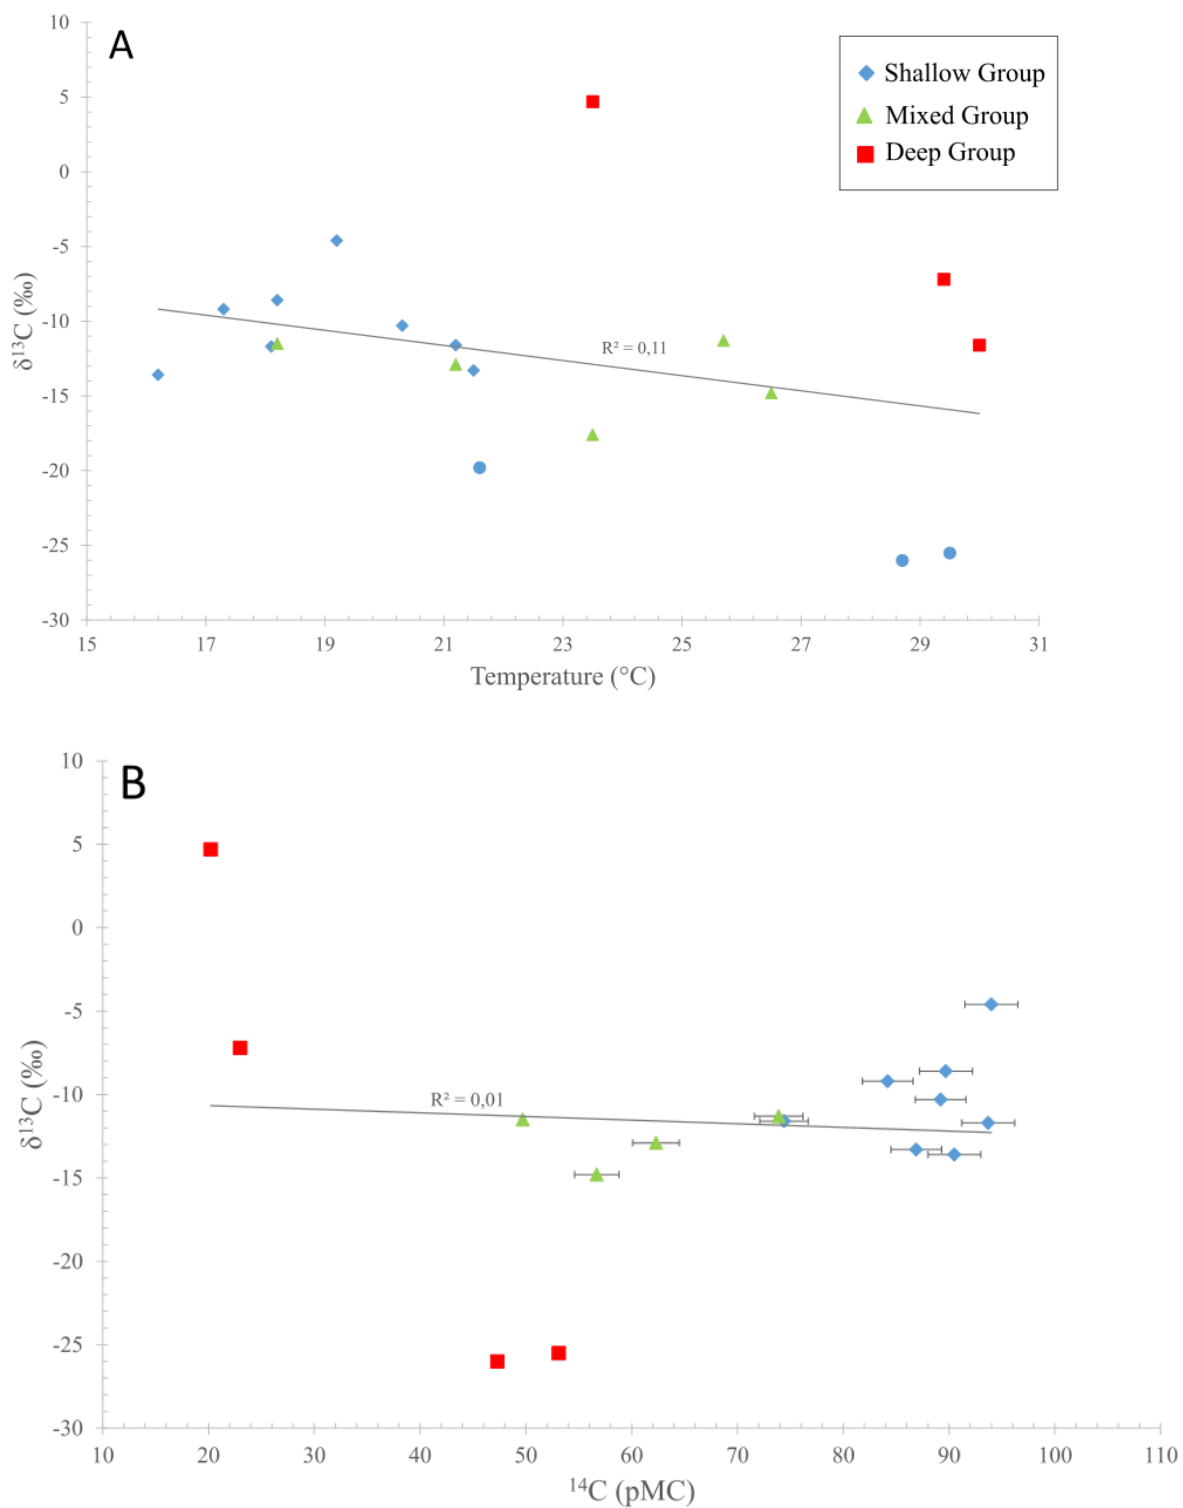 A
Shallow Group
Mixed Group
Deep Group
10
5
0
-5
-10
-15
-20
-25
-30
δ¹³C (‰)
R² = 0,11
15 17 19 21 23 25 27 29 31
Temperature (°C)
B
10
5
0
-5
-10
-15
-20
-25
-30
δ¹³C (‰)
R² = 0,01
10 20 30 40 50 60 70 80 90 100 110
¹⁴C (pMC)